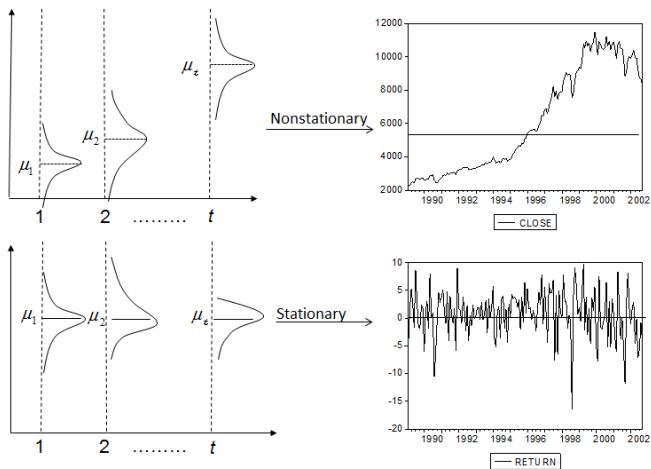 μ1
μ2
μt
1 2 ......... t
Nonstationary
12000
10000
8000
6000
4000
2000
1990 1992 1994 1996 1998 2000 2002
CLOSE
μ1
μ2
μt
1 2 ......... t
Stationary
10
5
0
-5
-10
-15
-20
1990 1992 1994 1996 1998 2000 2002
RETURN